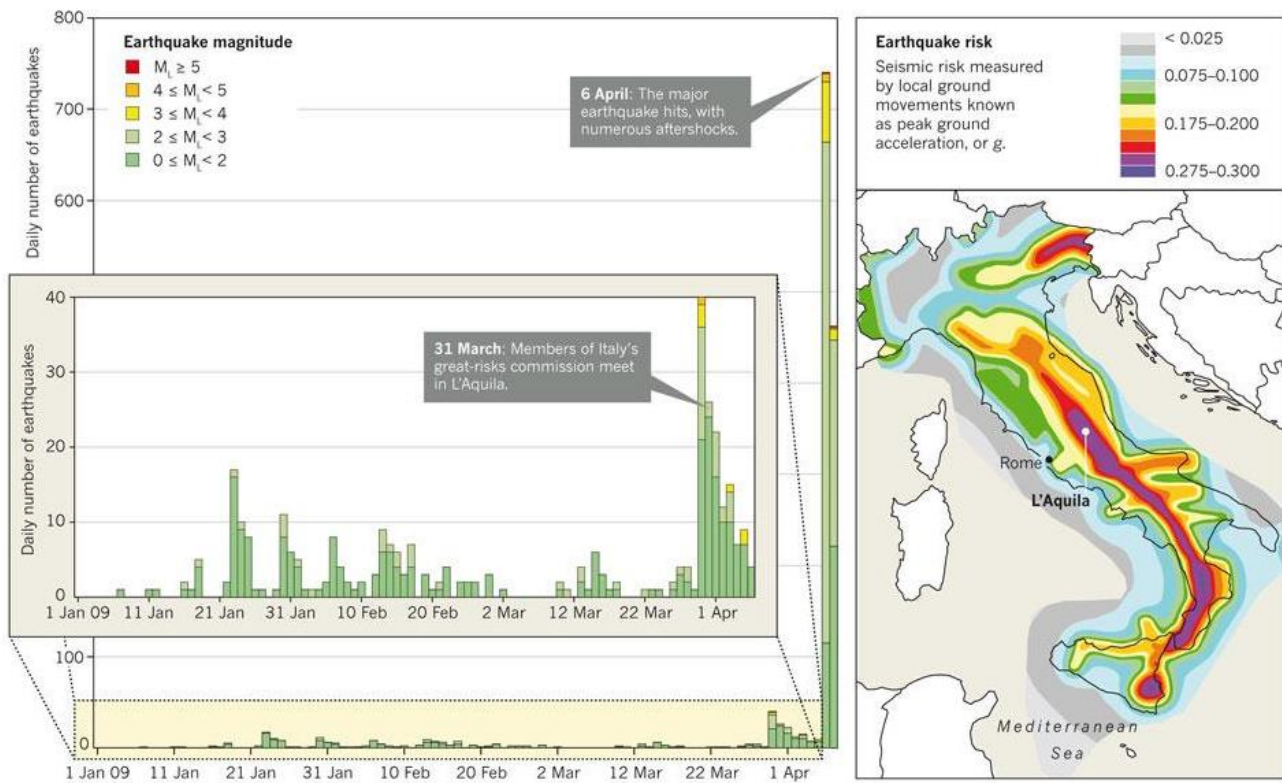 800
700
600
100
0
Daily number of earthquakes
Earthquake magnitude
M_L ≥ 5
4 ≤ M_L < 5
3 ≤ M_L < 4
2 ≤ M_L < 3
0 ≤ M_L < 2
6 April: The major
earthquake hits, with
numerous aftershocks.
40
30
20
10
0
Daily number of earthquakes
31 March: Members of Italy's
great-risks commission meet
in L'Aquila.
1 Jan 09 11 Jan 21 Jan 31 Jan 10 Feb 20 Feb 2 Mar 12 Mar 22 Mar 1 Apr
1 Jan 09 11 Jan 21 Jan 31 Jan 10 Feb 20 Feb 2 Mar 12 Mar 22 Mar 1 Apr
Earthquake risk
Seismic risk measured
by local ground
movements known
as peak ground
acceleration, or g.
< 0.025
0.075–0.100
0.175–0.200
0.275–0.300
Rome
L'Aquila
Mediterranean
Sea